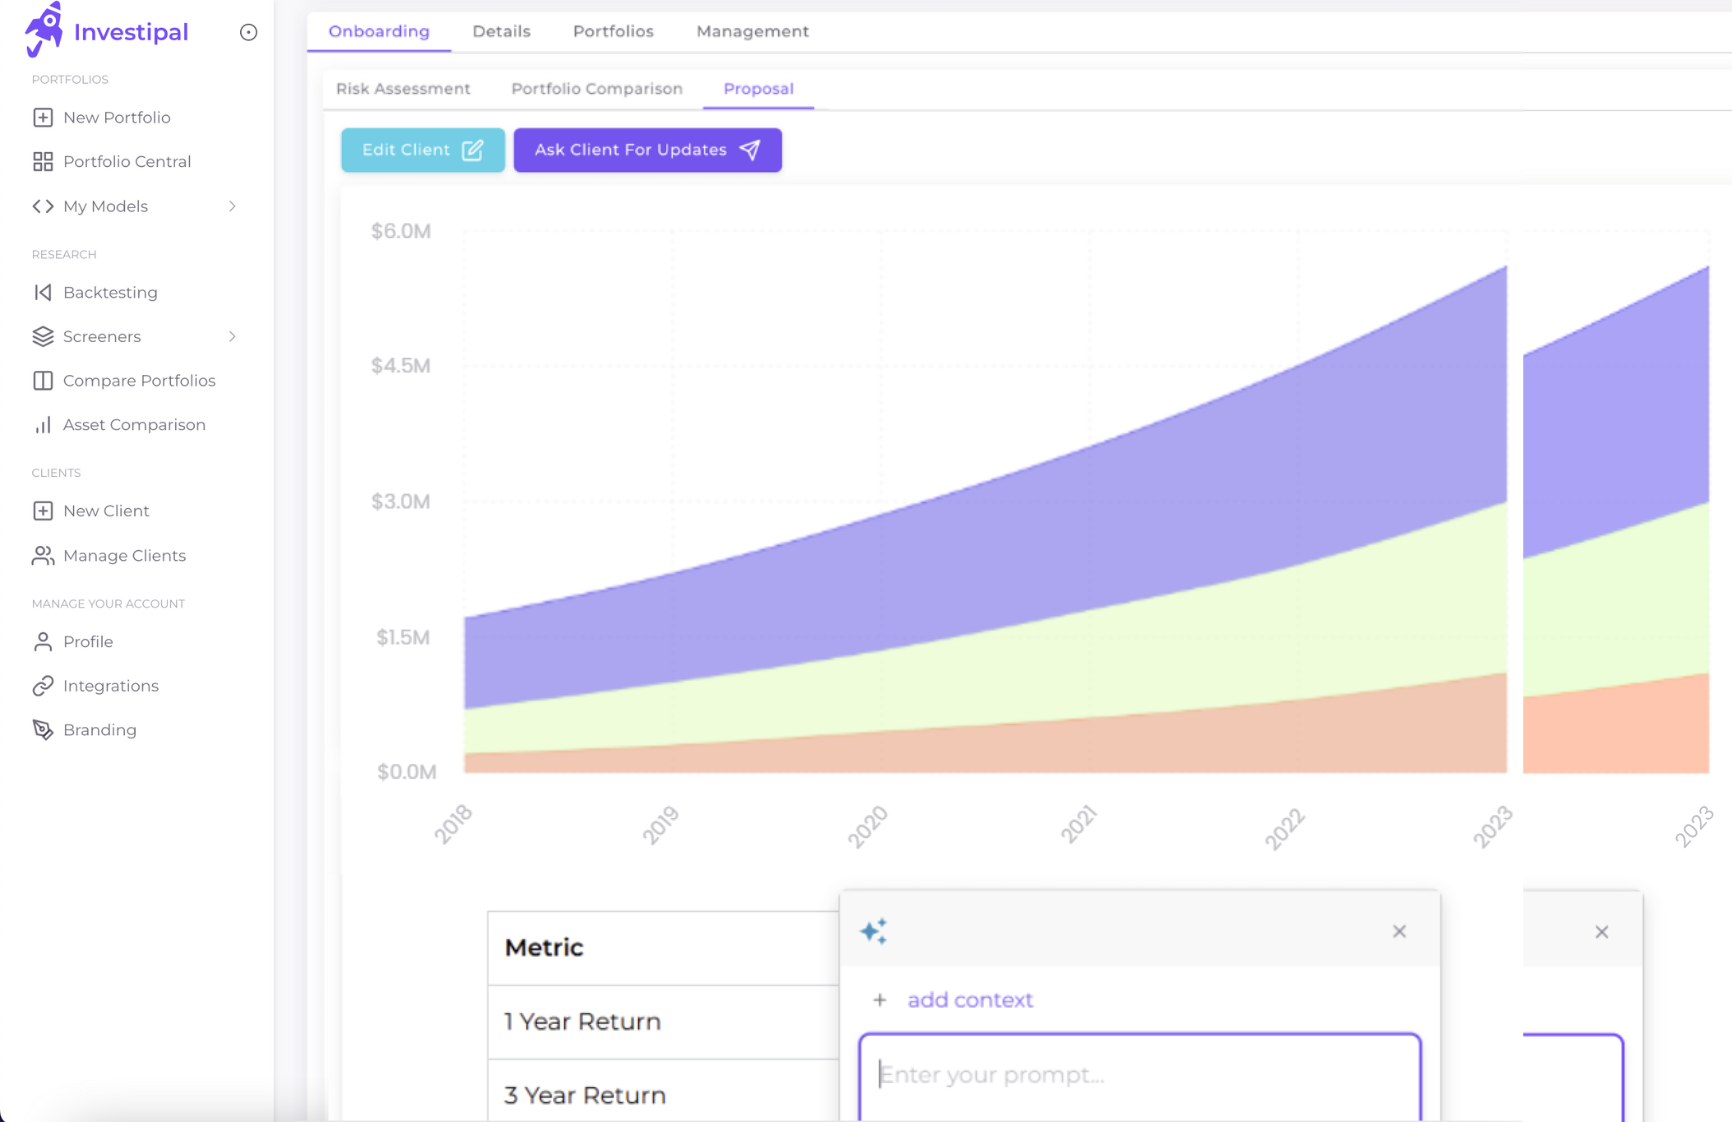 Investipal
PORTFOLIOS
New Portfolio
Portfolio Central
My Models
RESEARCH
Backtesting
Screeners
Compare Portfolios
Asset Comparison
CLIENTS
New Client
Manage Clients
MANAGE YOUR ACCOUNT
Profile
Integrations
Branding
Onboarding Details Portfolios Management
Risk Assessment Portfolio Comparison Proposal
Edit Client Ask Client For Updates
$6.0M
$4.5M
$3.0M
$1.5M
$0.0M
2018 2019 2020 2021 2022 2023 2023
Metric
1 Year Return
3 Year Return
+ add context
Enter your prompt...